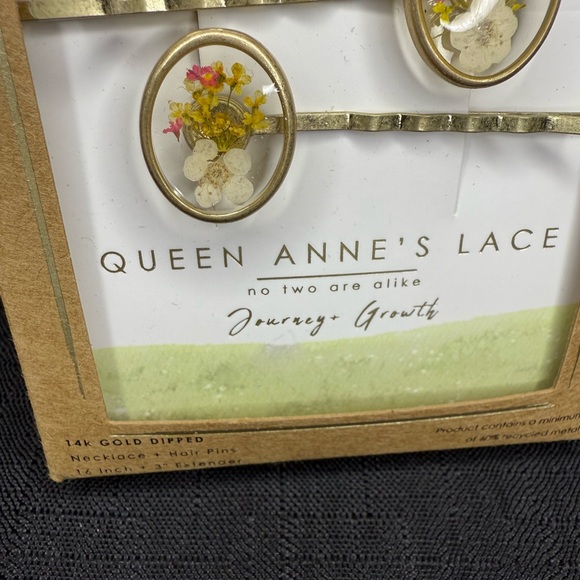 QUEEN ANNE'S LACE
no two are alike
Journey + Growth
14K GOLD DIPPED
Necklace + Hair Pins
16 Inch + 3" Extender
Product contains a minimum
of 60% recycled metal